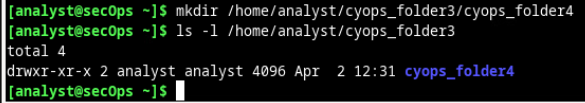 [analyst@secOps ~]$ mkdir /home/analyst/cyops_folder3/cyops_folder4
[analyst@secOps ~]$ ls -l /home/analyst/cyops_folder3
total 4
drwxr-xr-x 2 analyst analyst 4096 Apr  2 12:31 cyops_folder4
[analyst@secOps ~]$